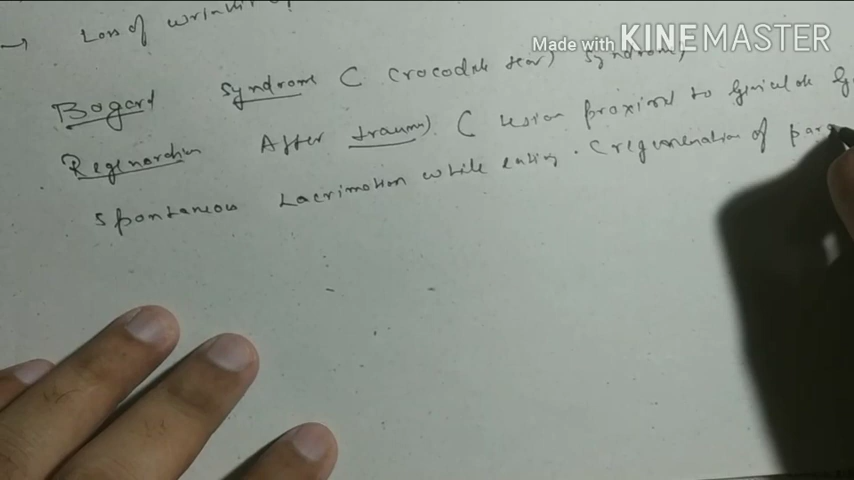 → Loss of wrinkling
Made with KINEMASTER
Bogard syndrome ( Crocodile tear) syndrome)
Regeneration After trauma) ( lesion proximal to Geniculate G
spontaneous Lacrimation while eating. ( regeneration of para